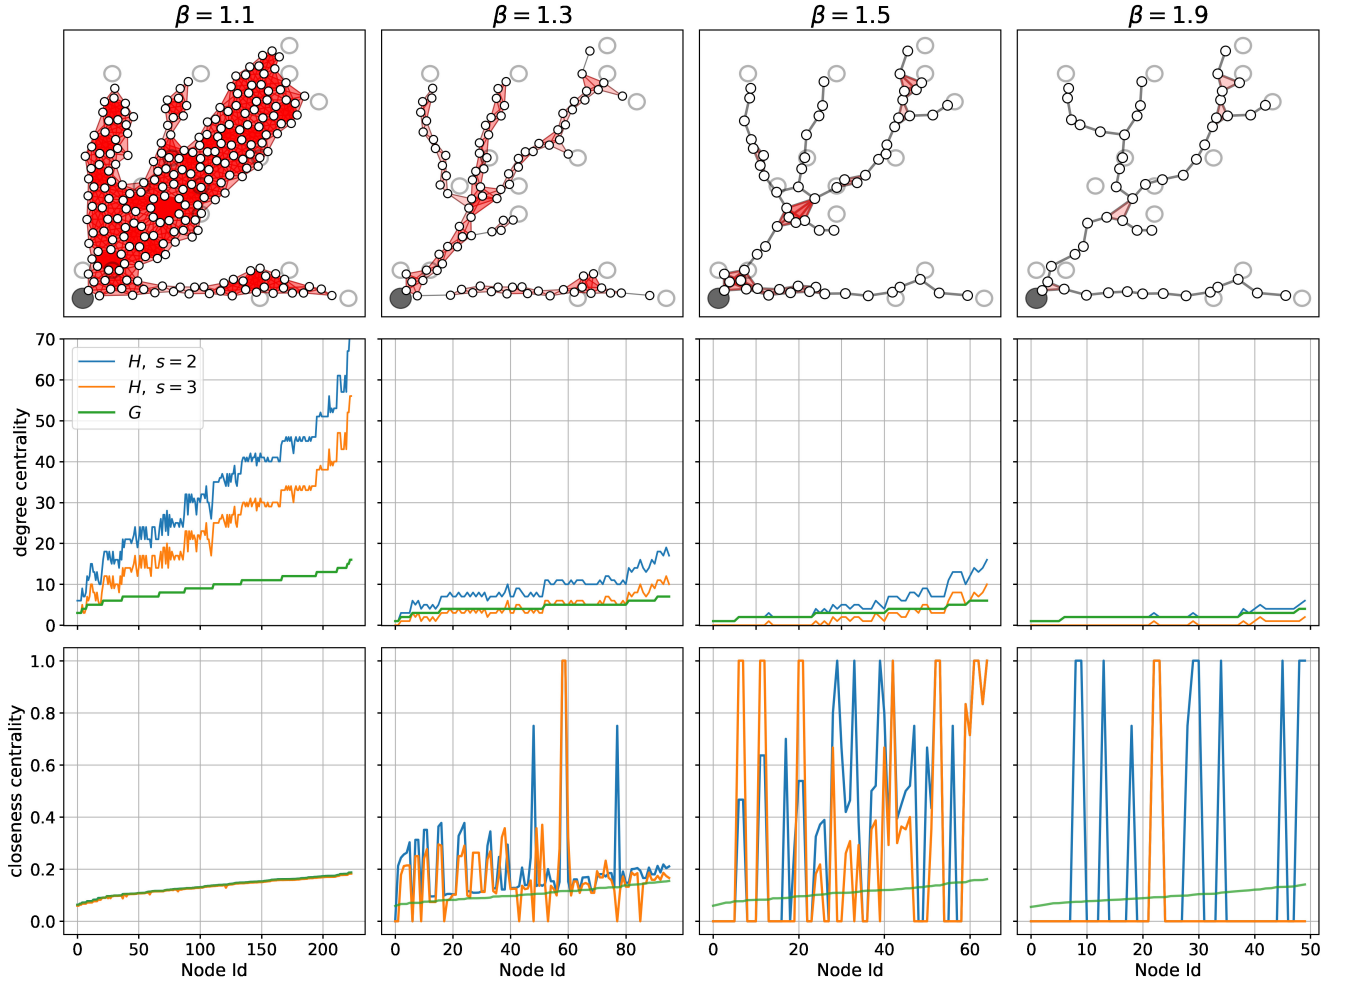 β = 1.1
β = 1.3
β = 1.5
β = 1.9
degree centrality
70
60
50
40
30
20
10
0
H, s = 2
H, s = 3
G
closeness centrality
1.0
0.8
0.6
0.4
0.2
0.0
0 50 100 150 200
Node Id
0 20 40 60 80
Node Id
0 20 40 60
Node Id
0 10 20 30 40 50
Node Id